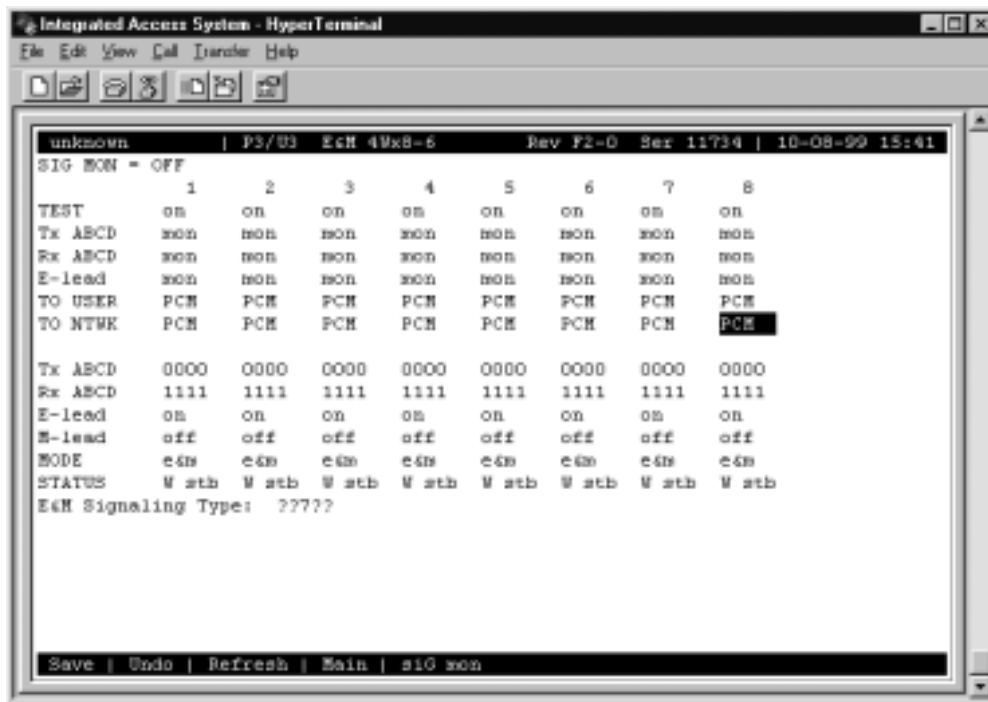 Integrated Access System - HyperTerminal
File Edit View Call Transfer Help
unknown | P3/U3 E&M 4Wx8-6 Rev F2-0 Ser 11734 | 10-08-99 15:41
SIG MON = OFF
1 2 3 4 5 6 7 8
TEST on on on on on on on on
Tx ABCD mon mon mon mon mon mon mon mon
Rx ABCD mon mon mon mon mon mon mon mon
E-lead mon mon mon mon mon mon mon mon
TO USER PCM PCM PCM PCM PCM PCM PCM PCM
TO NTWK PCM PCM PCM PCM PCM PCM PCM PCM
Tx ABCD 0000 0000 0000 0000 0000 0000 0000 0000
Rx ABCD 1111 1111 1111 1111 1111 1111 1111 1111
E-lead on on on on on on on on
M-lead off off off off off off off off
MODE e&m e&m e&m e&m e&m e&m e&m e&m
STATUS W stb W stb W stb W stb W stb W stb W stb W stb
E&M Signaling Type: ?????
Save | Undo | Refresh | Main | siG mon